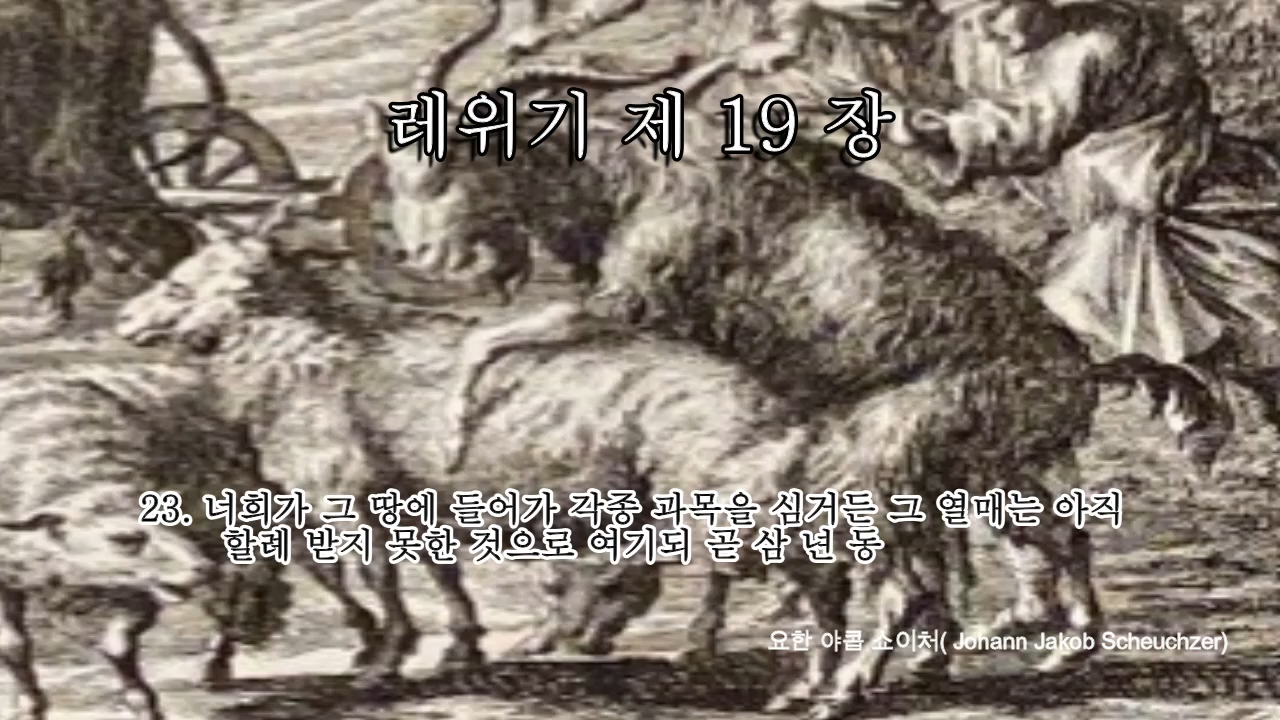 레위기 제 19 장
23. 너희가 그 땅에 들어가 각종 과목을 심거든 그 열매는 아직
할례 받지 못한 것으로 여기되 곧 삼 년 동
요한 야콥 쇼이처( Johann Jakob Scheuchzer)